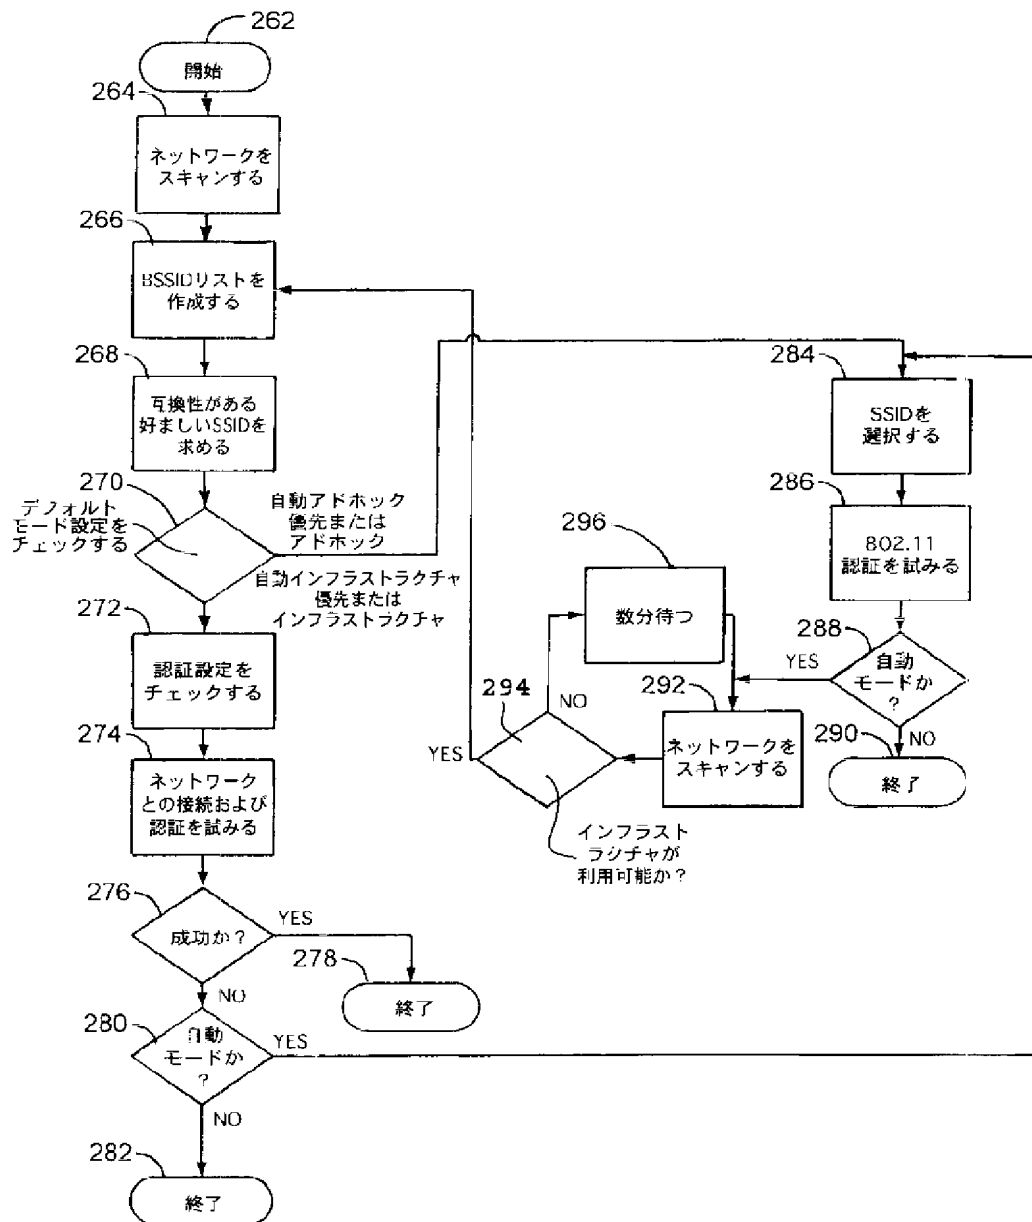 262
開始
264
ネットワークを
スキャンする
266
BSSIDリストを
作成する
268
互換性がある
好ましいSSIDを
求める
270
デフォルト
モード設定を
チェックする
自動アドホック
優先または
アドホック
自動インフラストラクチャ
優先または
インフラストラクチャ
272
認証設定を
チェックする
274
ネットワーク
との接続および
認証を試みる
276
成功か?
YES
278
終了
NO
280
自動
モードか
?
YES
NO
282
終了
284
SSIDを
選択する
286
802.11
認証を試みる
288
自動
モードか
?
YES
NO
290
終了
292
ネットワークを
スキャンする
294
YES
NO
インフラスト
ラクチャが
利用可能か?
296
数分待つ